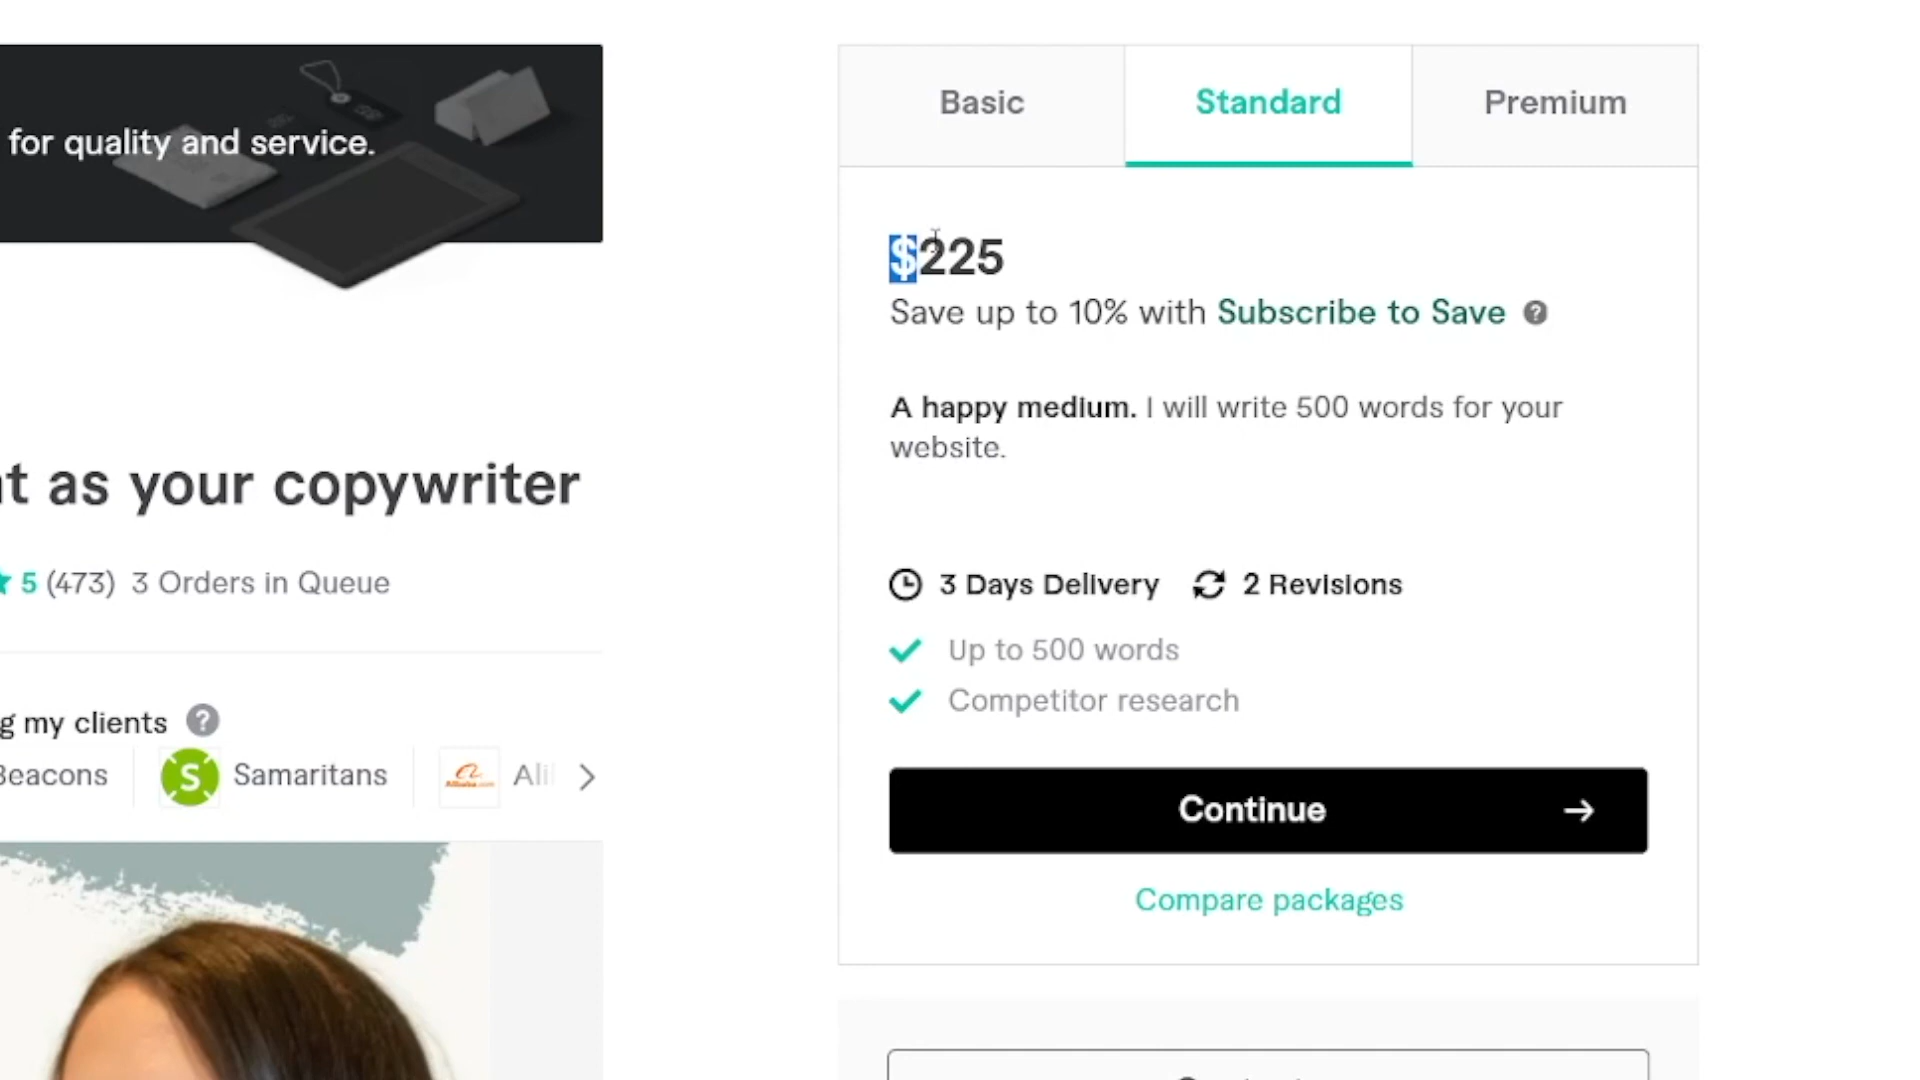 for quality and service.
as your copywriter
5 (473) 3 Orders in Queue
my clients
Beacons
S
Samaritans
Alibaba.com
Basic
Standard
Premium
$225
Save up to 10% with Subscribe to Save ?
A happy medium. I will write 500 words for your
website.
3 Days Delivery 2 Revisions
Up to 500 words
Competitor research
Continue
Compare packages